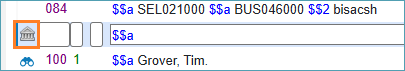 084 $$a SEL021000 $$a BUS046000 $$2 bisacsh
$$a
100 1 $$a Grover, Tim.